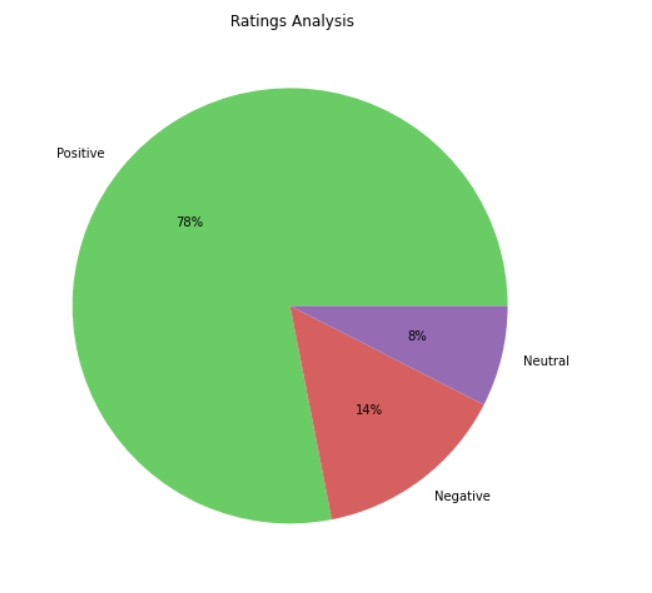 Ratings Analysis
Positive
78%
8%
Neutral
14%
Negative